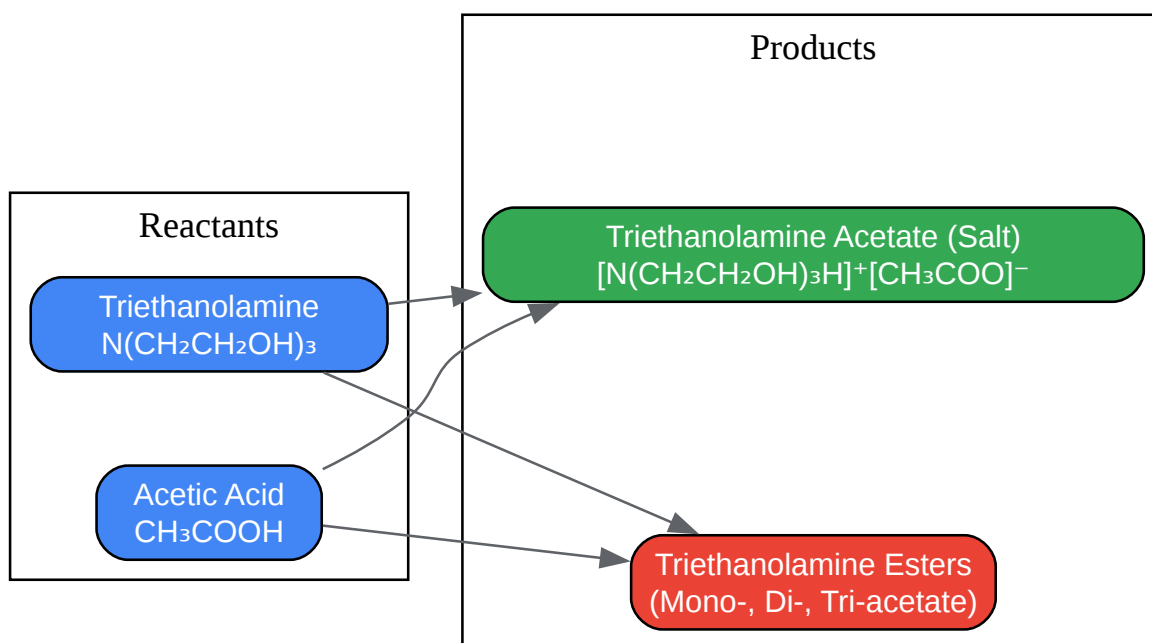 Products
Reactants
Triethanolamine Acetate (Salt)
[N(CH₂CH₂OH)₃H]⁺[CH₃COO]⁻
Triethanolamine
N(CH₂CH₂OH)₃
Acetic Acid
CH₃COOH
Triethanolamine Esters
(Mono-, Di-, Tri-acetate)